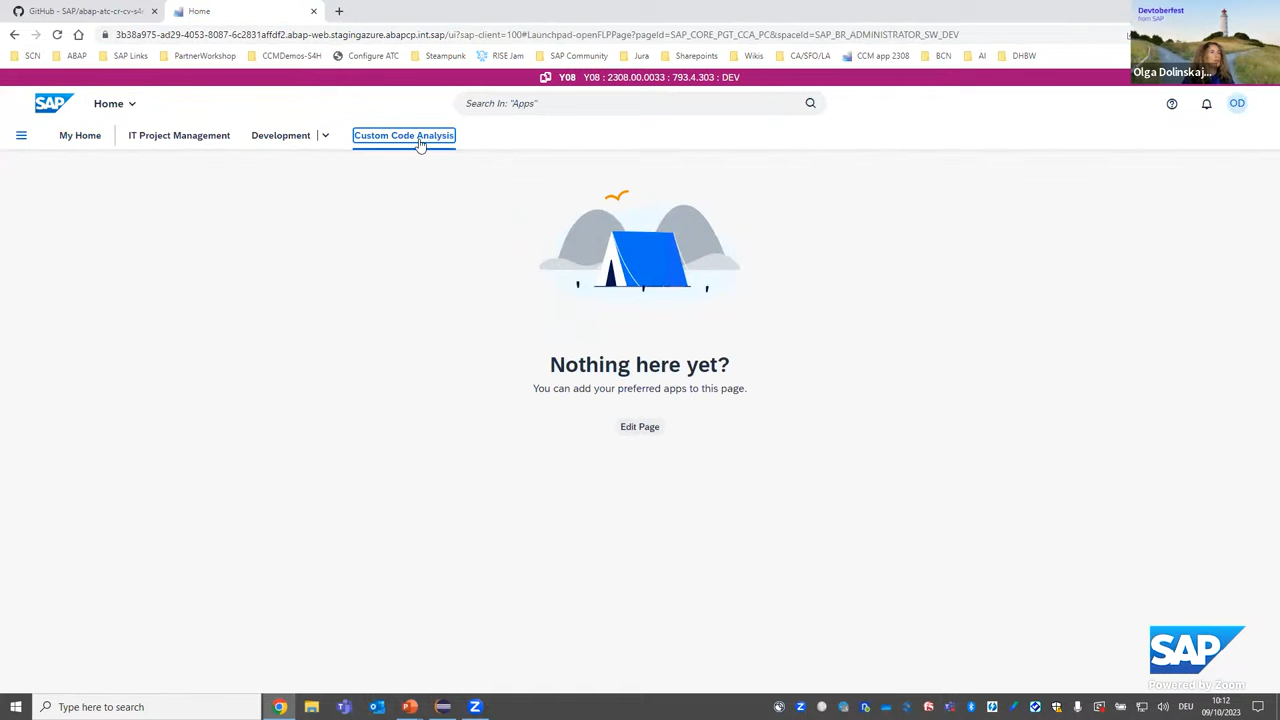 GitHub - SAP/abap-atc-cr-cv-s4h
Home
3b38a975-ad29-4053-8087-6c2831affdf2.abap-web.stagingazure.abapcp.int.sap/ui?sap-client=100#Launchpad-openFLPPage?pageId=SAP_CORE_PGT_CCA_PC&spaceId=SAP_BR_ADMINISTRATOR_SW_DEV
SCN ABAP SAP Links PartnerWorkshop CCMDemos-S4H Configure ATC Steampunk RISE Jam SAP Community Jura Sharepoints Wikis CA/SFO/LA CCM app 2308 BCN AI DHBW
Devtoberfest
from SAP
Olga Dolinskaj...
Y08 Y08 : 2308.00.0033 : 793.4.303 : DEV
SAP Home Search In: "Apps" OD
My Home IT Project Management Development Custom Code Analysis
Nothing here yet?
You can add your preferred apps to this page.
Edit Page
SAP
Powered by Zoom
Type here to search
DEU
10:12
09/10/2023